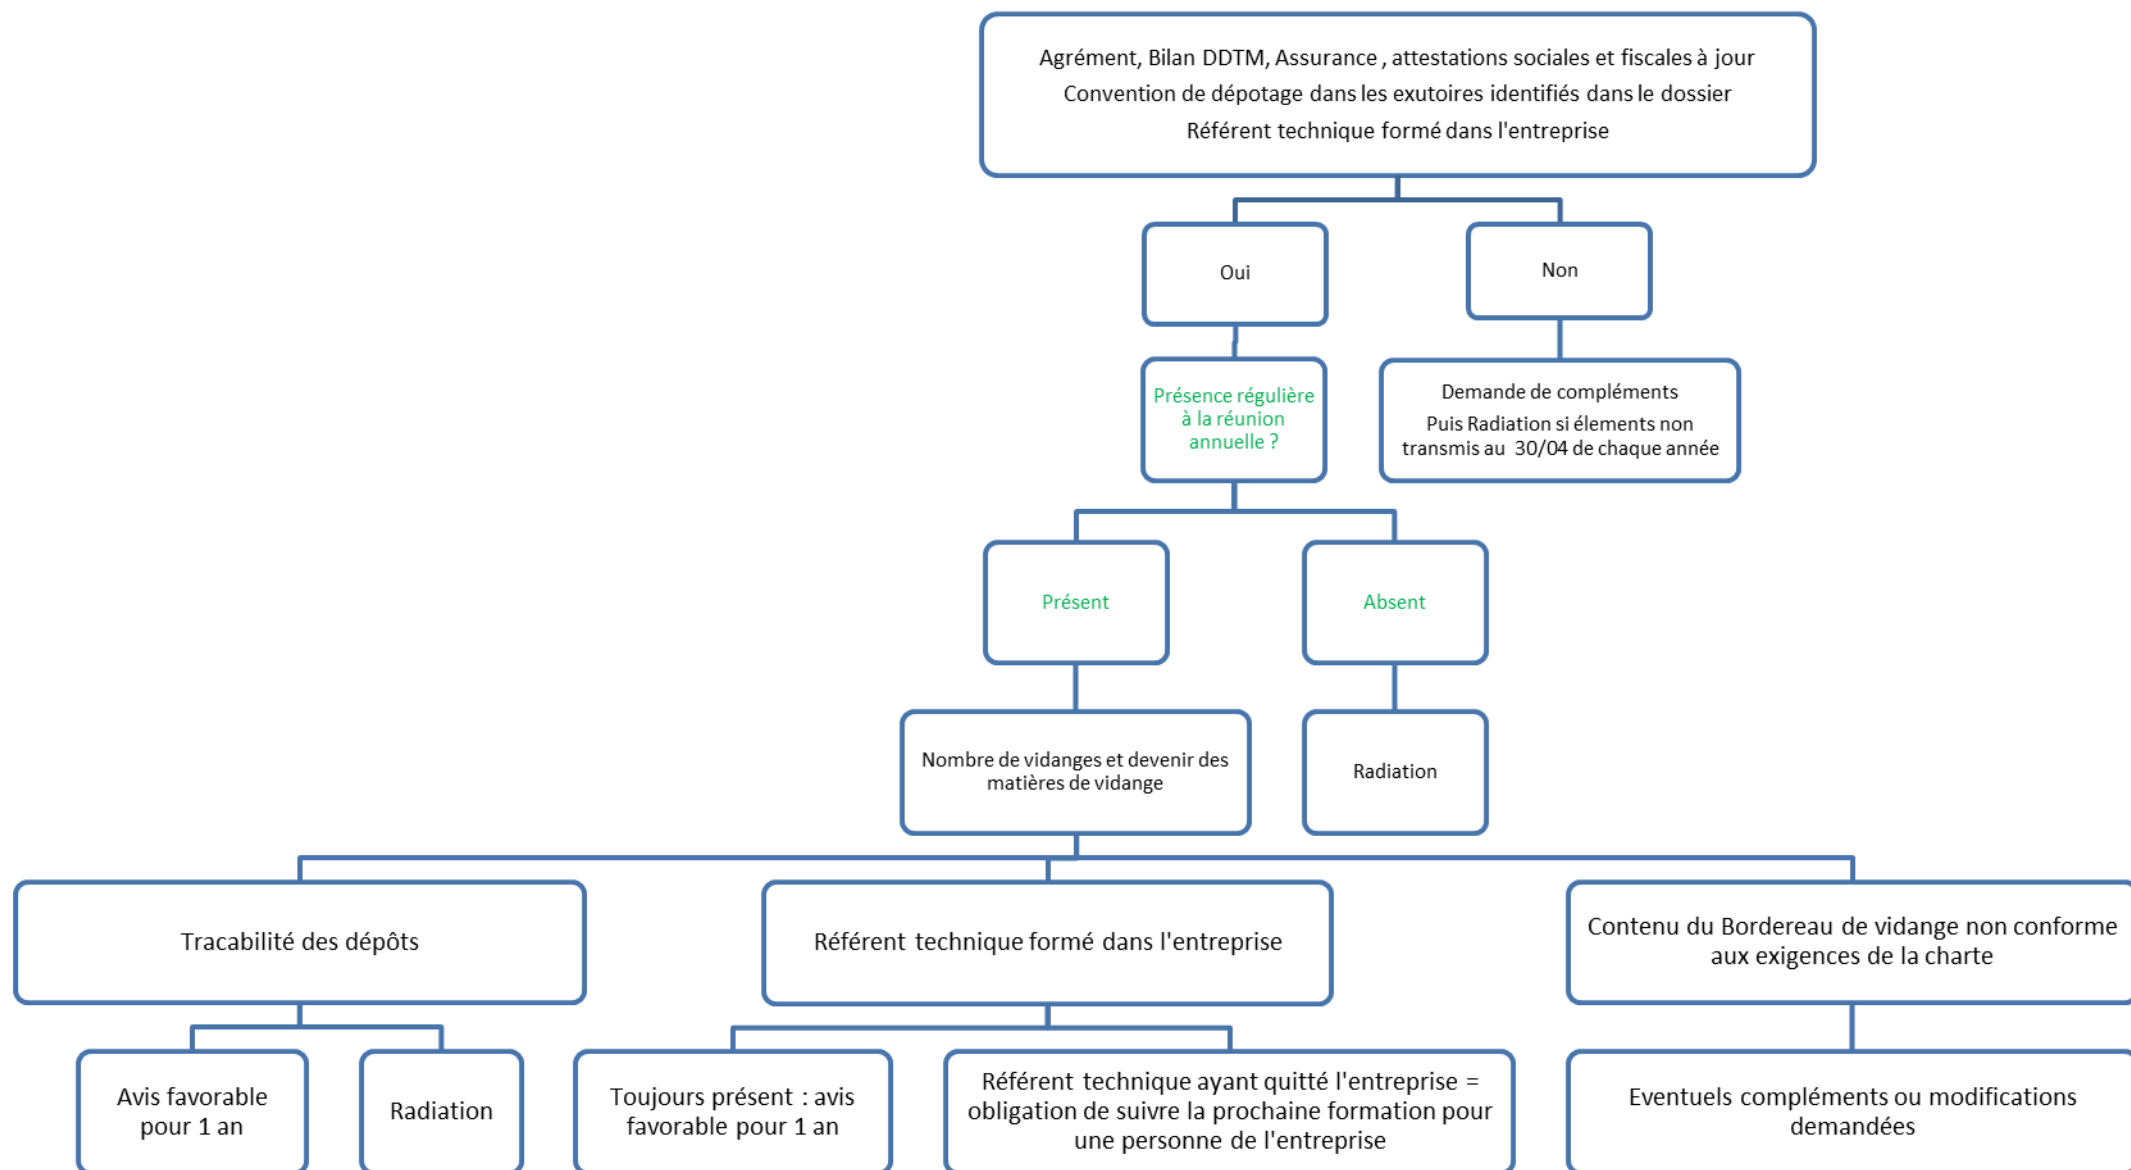 Agrément, Bilan DDTM, Assurance , attestations sociales et fiscales à jour
Convention de dépotage dans les exutoires identifiés dans le dossier
Référent technique formé dans l'entreprise
Oui
Non
Présence régulière
à la réunion
annuelle ?
Demande de compléments
Puis Radiation si élements non
transmis au 30/04 de chaque année
Présent
Absent
Nombre de vidanges et devenir des
matières de vidange
Radiation
Tracabilité des dépôts
Référent technique formé dans l'entreprise
Contenu du Bordereau de vidange non conforme
aux exigences de la charte
Avis favorable
pour 1 an
Radiation
Toujours présent : avis
favorable pour 1 an
Référent technique ayant quitté l'entreprise =
obligation de suivre la prochaine formation pour
une personne de l'entreprise
Eventuels compléments ou modifications
demandées